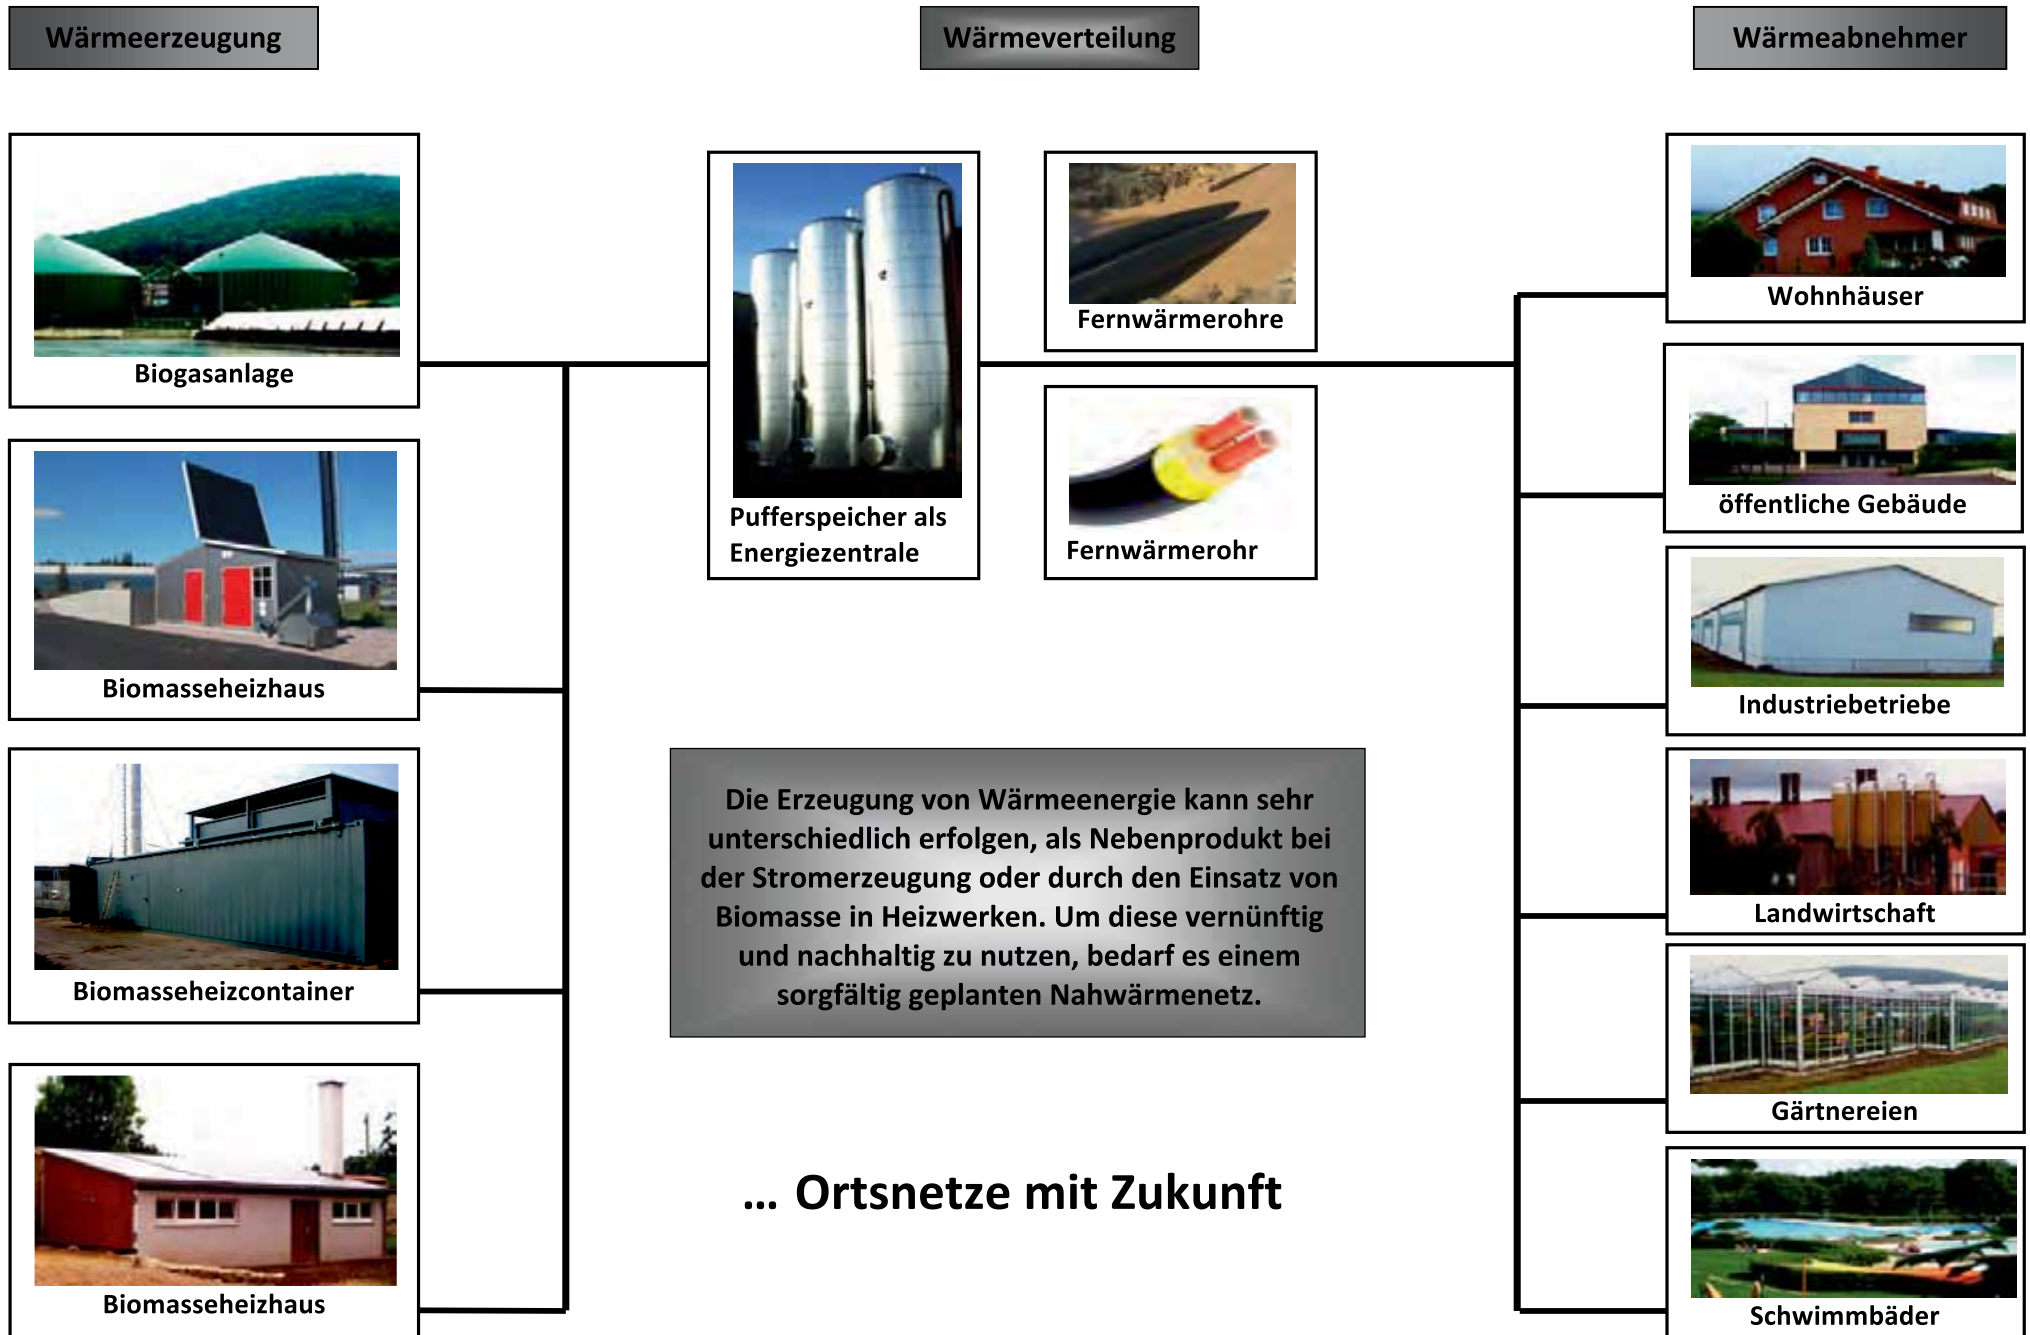 Wärmeerzeugung
Wärmeverteilung
Wärmeabnehmer
Biogasanlage
Biomasseheizhaus
Biomasseheizcontainer
Biomasseheizhaus
Pufferspeicher als
Energiezentrale
Fernwärmerohre
Fernwärmerohr
Die Erzeugung von Wärmeenergie kann sehr
unterschiedlich erfolgen, als Nebenprodukt bei
der Stromerzeugung oder durch den Einsatz von
Biomasse in Heizwerken. Um diese vernünftig
und nachhaltig zu nutzen, bedarf es einem
sorgfältig geplanten Nahwärmenetz.
... Ortsnetze mit Zukunft
Wohnhäuser
öffentliche Gebäude
Industriebetriebe
Landwirtschaft
Gärtnereien
Schwimmbäder